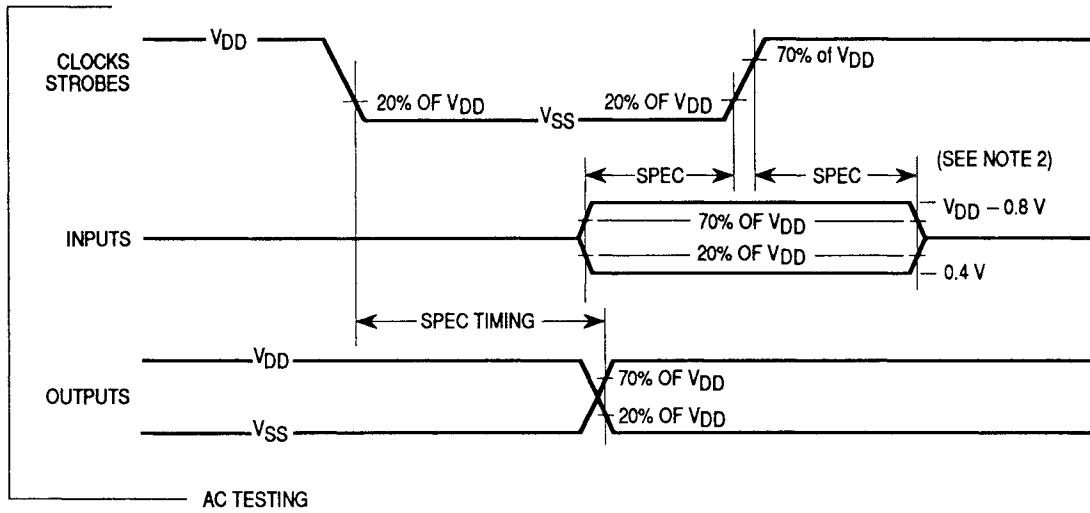 VDD
CLOCKS
STROBES
70% of VDD
20% OF VDD
20% OF VDD
VSS
(SEE NOTE 2)
SPEC
SPEC
VDD – 0.8 V
70% OF VDD
INPUTS
20% OF VDD
0.4 V
SPEC TIMING
VDD
70% OF VDD
OUTPUTS
20% OF VDD
VSS
AC TESTING